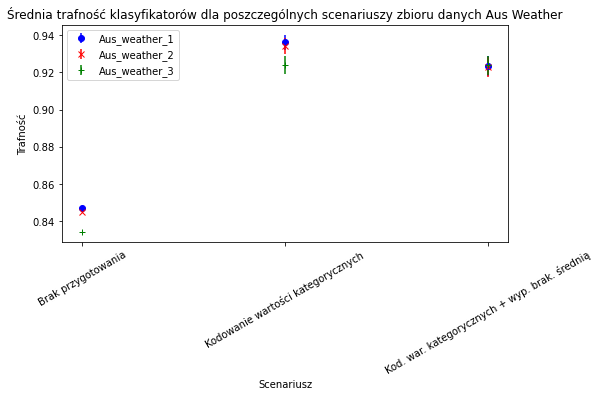 Średnia trafność klasyfikatorów dla poszczególnych scenariuszy zbioru danych Aus Weather
Aus_weather_1
Aus_weather_2
Aus_weather_3
Trafność
0.94
0.92
0.90
0.88
0.86
0.84
Brak przygotowania
Kodowanie wartości kategorycznych
Kod. war. kategorycznych + wyp. brak. średnią
Scenariusz